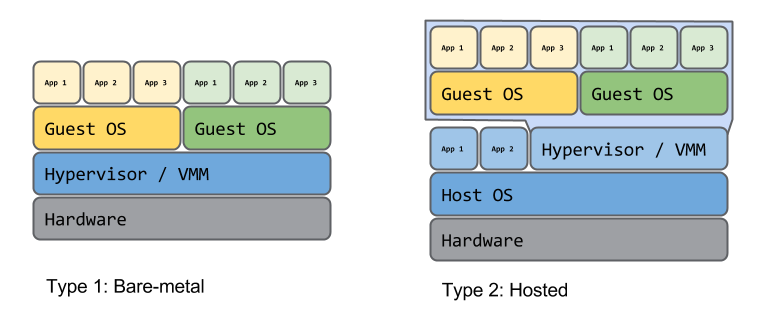 App 1 App 2 App 3 App 1 App 2 App 3
Guest OS Guest OS
Hypervisor / VMM
Hardware
Type 1: Bare-metal
App 1 App 2 App 3 App 1 App 2 App 3
Guest OS Guest OS
App 1 App 2 Hypervisor / VMM
Host OS
Hardware
Type 2: Hosted